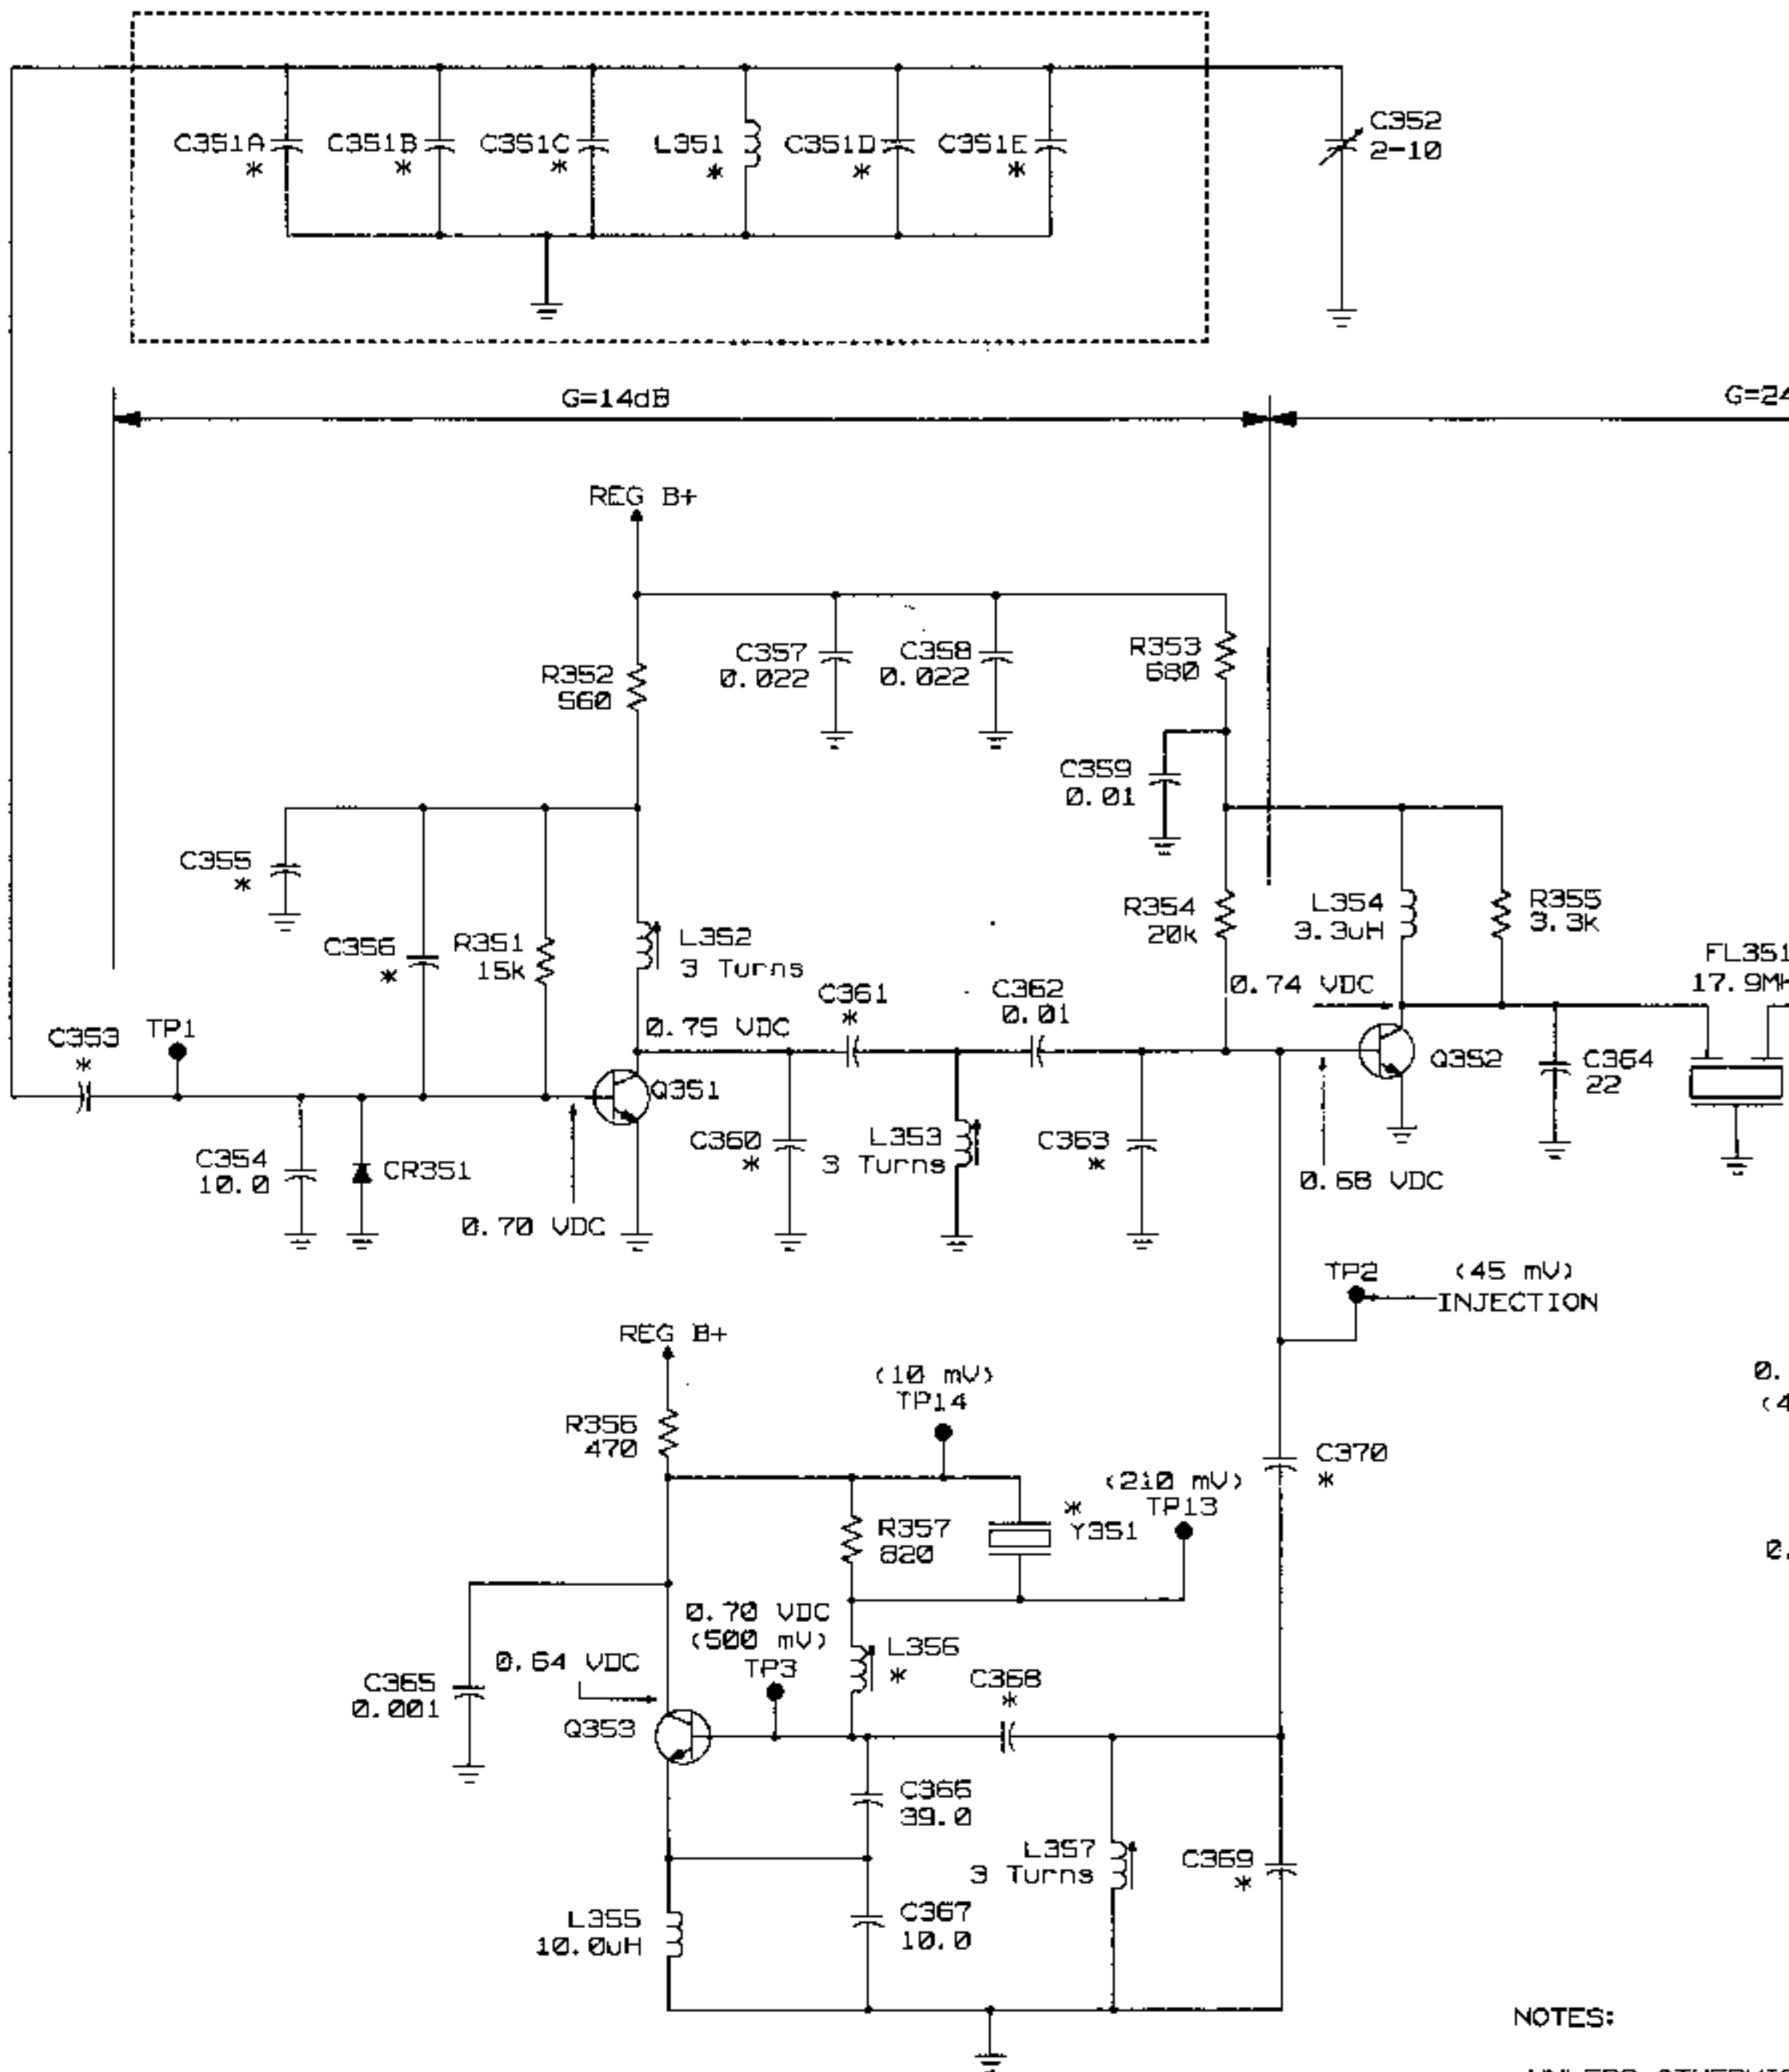 C351A
*
C351B
*
C351C
*
L351
*
C351D
*
C351E
*
C352
2-10
G=14dB
G=24
REG B+
R352
560
C357
0.022
C358
0.022
R353
680
C359
0.01
C355
*
C356
*
R351
15k
L352
3 Turns
R354
20k
L354
3.3uH
R355
3.3K
FL351
17.9MH
C353
*
TP1
0.75 VDC
C361
*
C362
0.01
0.74 VDC
Q351
Q352
C364
22
C354
10.0
CR351
0.70 VDC
C360
*
L353
3 Turns
C363
*
0.68 VDC
TP2
(45 mV)
INJECTION
REG B+
R356
470
(10 mV)
TP14
C370
*
0.
(4
R357
820
*
Y351
(210 mV)
TP13
0.
0.70 VDC
(500 mV)
TP3
0.64 VDC
L356
*
C365
0.001
Q353
C368
*
C366
39.0
L357
3 Turns
C369
*
L355
10.0uH
C367
10.0
NOTES: